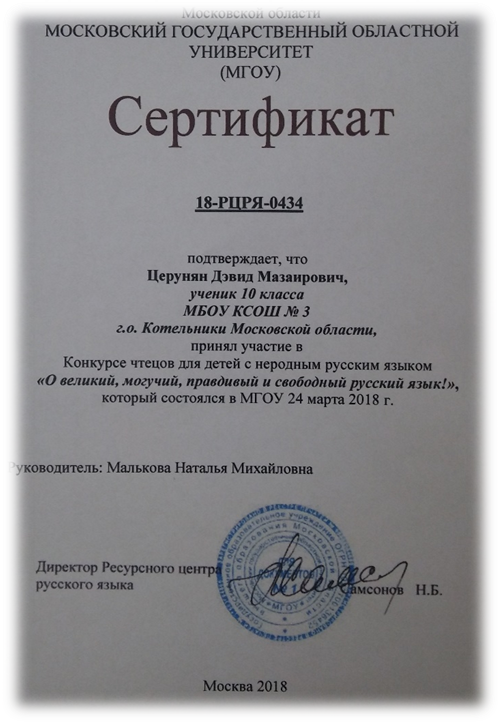 Московской области
МОСКОВСКИЙ ГОСУДАРСТВЕННЫЙ ОБЛАСТНОЙ
УНИВЕРСИТЕТ
(МГОУ)
Сертификат
18-РЦРЯ-0434
подтверждает, что
Церунян Дэвид Мазаирович,
ученик 10 класса
МБОУ КСОШ № 3
г.о. Котельники Московской области,
принял участие в
Конкурсе чтецов для детей с неродным русским языком
«О великий, могучий, правдивый и свободный русский язык!»,
который состоялся в МГОУ 24 марта 2018 г.
Руководитель: Малькова Наталья Михайловна
Директор Ресурсного центра
русского языка
амсонов Н.Б.
МГОУ
Москва 2018